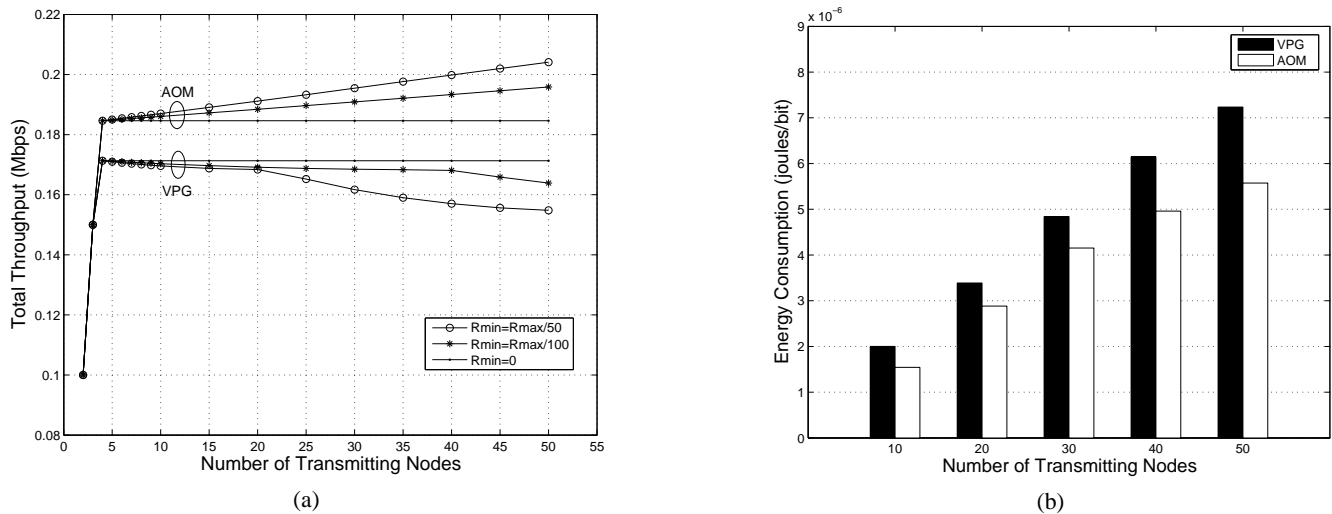 0.22
0.2
0.18
0.16
0.14
0.12
0.1
0.08
Total Throughput (Mbps)
AOM
VPG
Rmin=Rmax/50
Rmin=Rmax/100
Rmin=0
0 5 10 15 20 25 30 35 40 45 50 55
Number of Transmitting Nodes
(a)
x 10⁻⁶
9
8
7
6
5
4
3
2
1
0
Energy Consumption (joules/bit)
VPG
AOM
10 20 30 40 50
Number of Transmitting Nodes
(b)